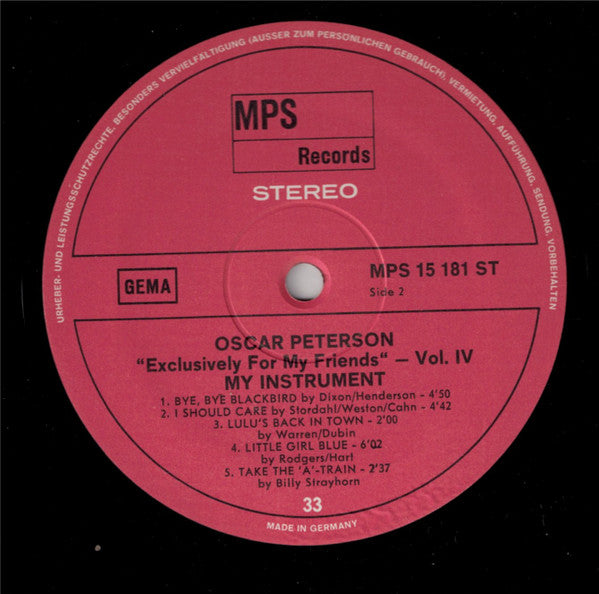 URHEBER- UND LEISTUNGSSCHUTZRECHTE, BESONDERS VERVIELFÄLTIGUNG (AUSSER ZUM PERSÖNLICHEN GEBRAUCH), VERMIETUNG, AUFFÜHRUNG, SENDUNG, VORBEHALTEN
MPS
Records
STEREO
GEMA
MPS 15 181 ST
Side 2
OSCAR PETERSON
"Exclusively For My Friends" — Vol. IV
MY INSTRUMENT
1. BYE, BYE BLACKBIRD by Dixon/Henderson - 4'50
2. I SHOULD CARE by Stordahl/Weston/Cahn - 4'42
3. LULU'S BACK IN TOWN - 2'00
by Warren/Dubin
4. LITTLE GIRL BLUE - 6'02
by Rodgers/Hart
5. TAKE THE 'A'-TRAIN - 2'37
by Billy Strayhorn
33
MADE IN GERMANY